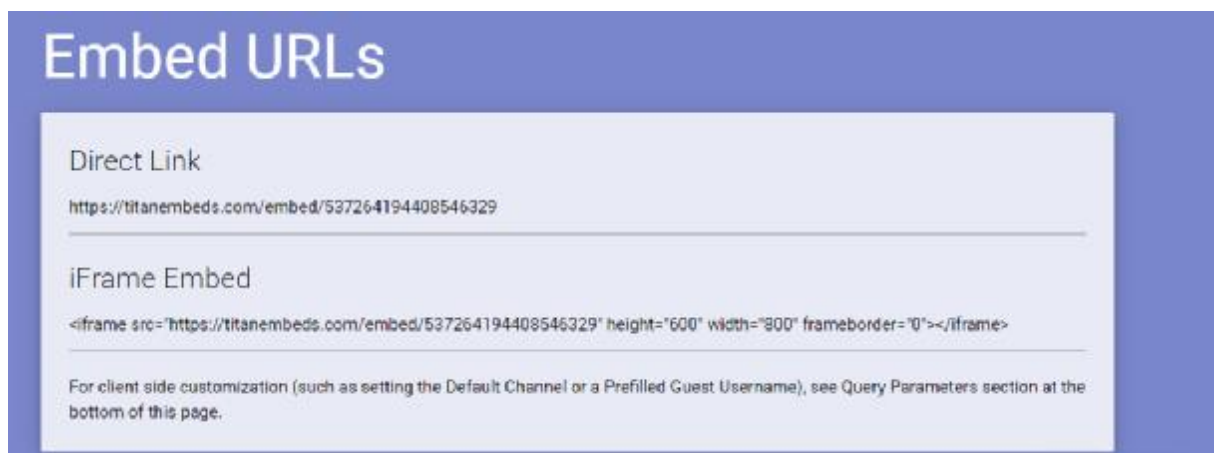 Embed URLs
Direct Link
https://titanembeds.com/embed/537264194408546329
iFrame Embed
<iframe src="https://titanembeds.com/embed/537264194408546329" height="600" width="800" frameborder="0"></iframe>
For client side customization (such as setting the Default Channel or a Prefilled Guest Username), see Query Parameters section at the
bottom of this page.